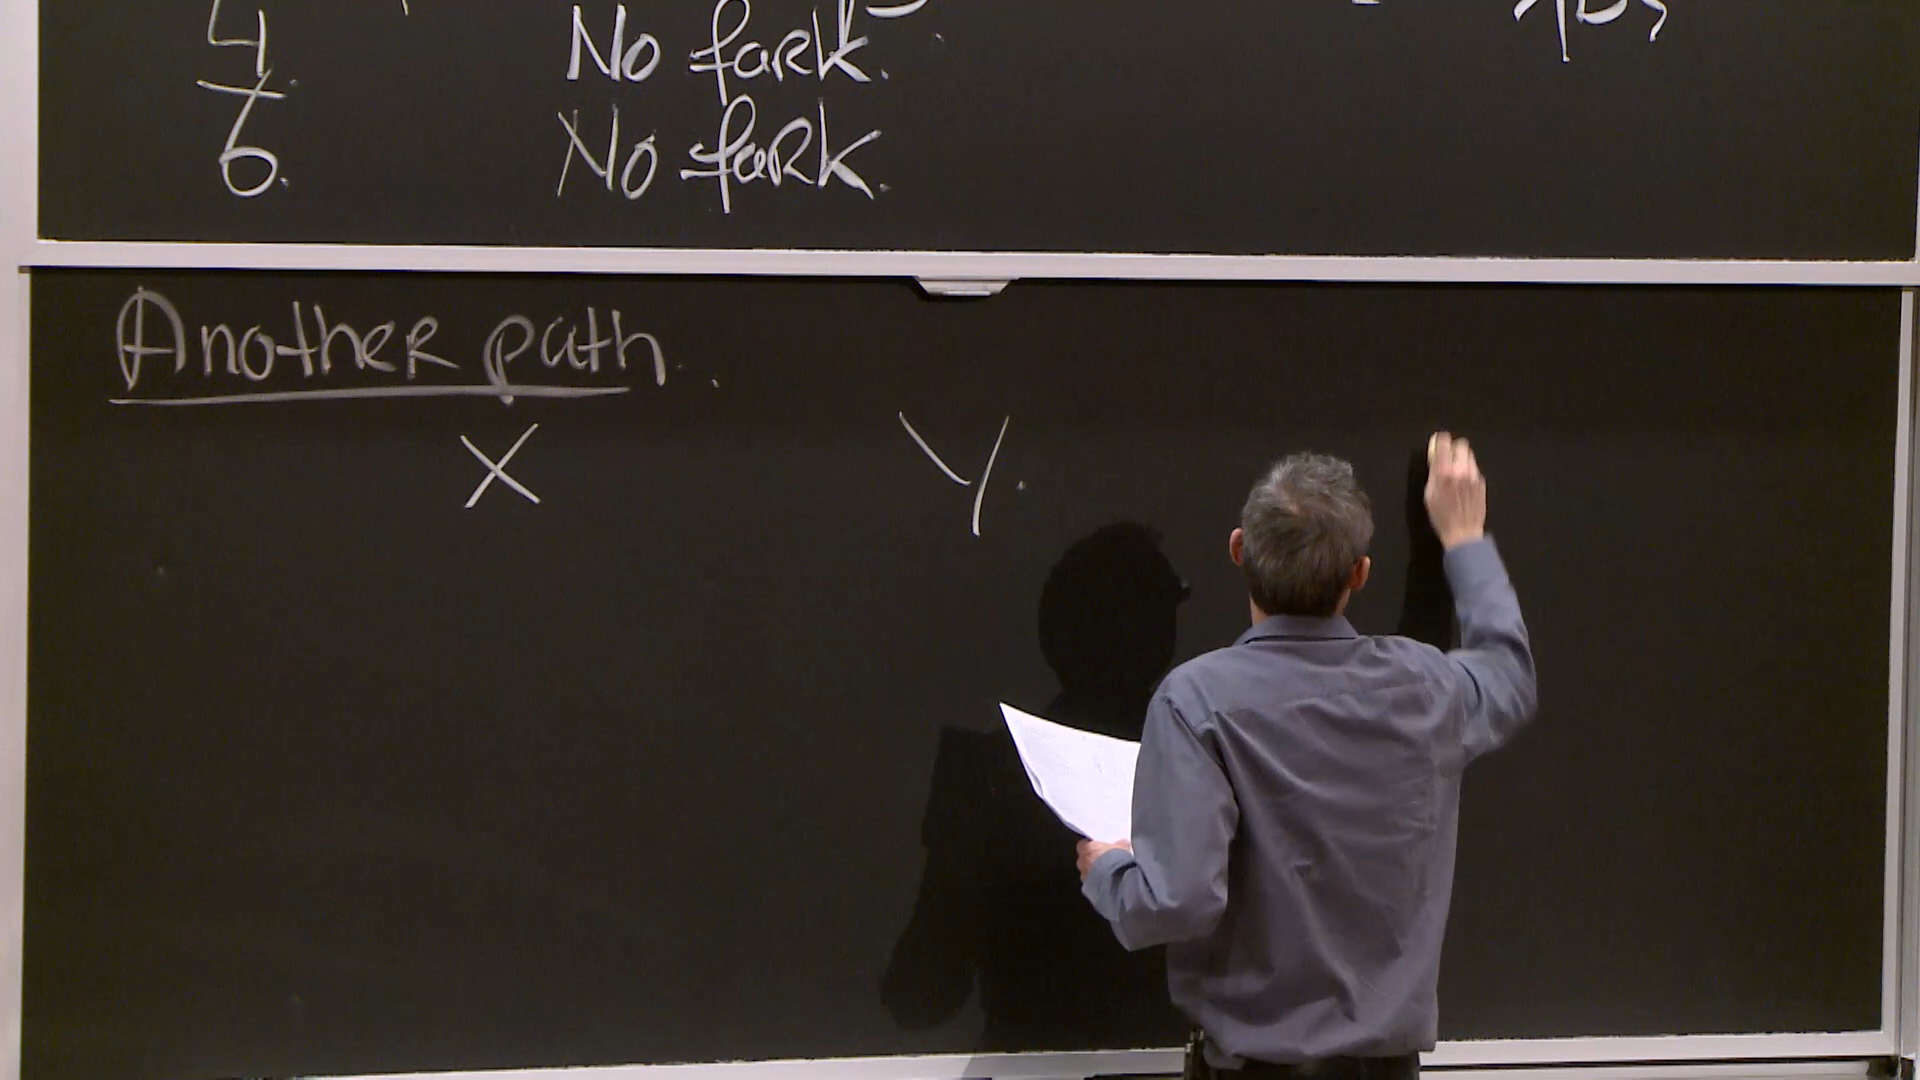 4. No fork.
6. No fork.
Another path.
X Y